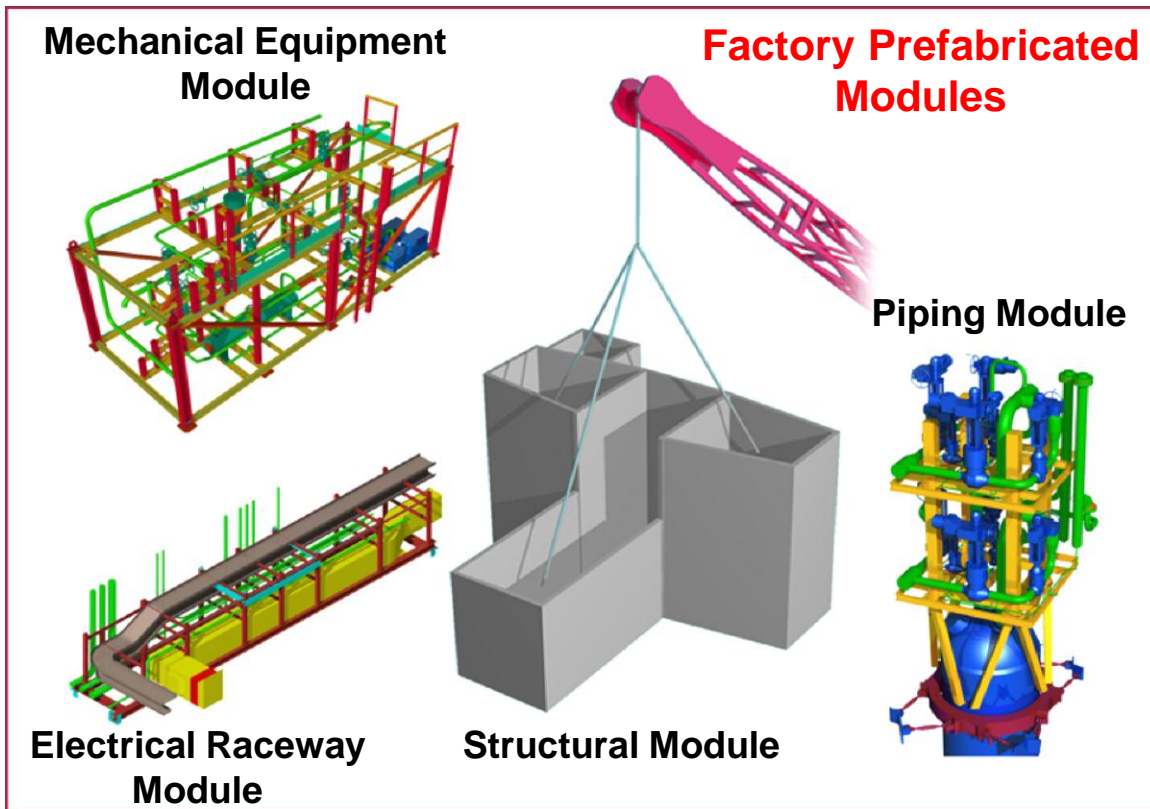 Mechanical Equipment
Module
Factory Prefabricated
Modules
Piping Module
Electrical Raceway
Module
Structural Module